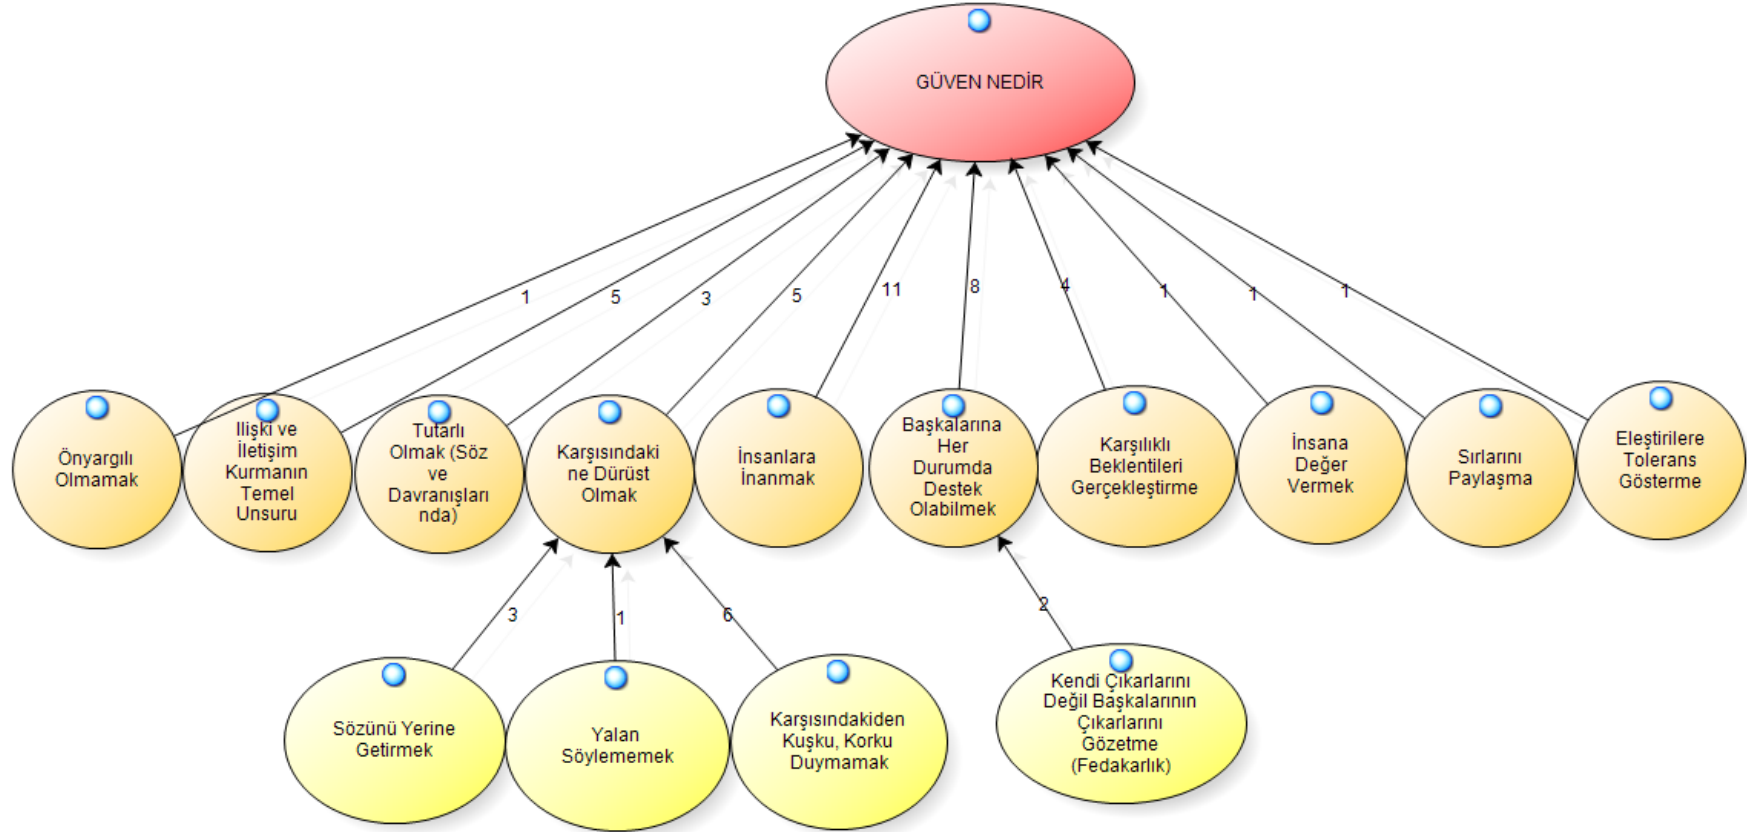 GÜVEN NEDİR
1
5
3
5
11
8
4
1
1
1
Önyargılı
Olmamak
Ilişki ve
İletişim
Kurmanın
Temel
Unsuru
Tutarlı
Olmak (Söz
ve
Davranışları
nda)
Karşısındaki
ne Dürüst
Olmak
İnsanlara
İnanmak
Başkalarına
Her
Durumda
Destek
Olabilmek
Karşılıklı
Beklentileri
Gerçekleştirme
İnsana
Değer
Vermek
Sırlarını
Paylaşma
Eleştirilere
Tolerans
Gösterme
3
1
6
2
Sözünü Yerine
Getirmek
Yalan
Söylememek
Karşısındakiden
Kuşku, Korku
Duymamak
Kendi Çıkarlarını
Değil Başkalarının
Çıkarlarını
Gözetme
(Fedakarlık)